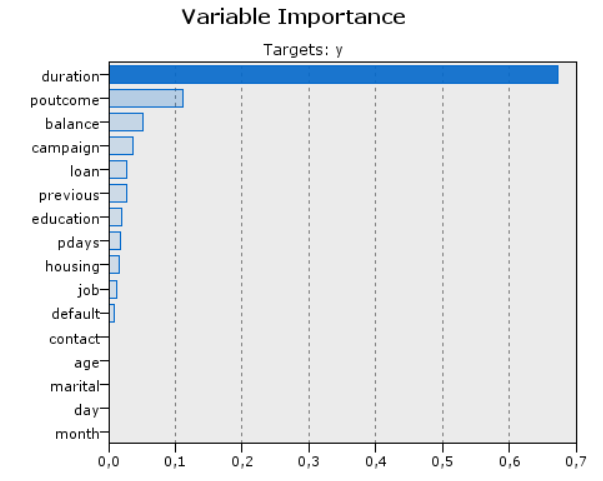 Variable Importance
Targets: y
duration
poutcome
balance
campaign
loan
previous
education
pdays
housing
job
default
contact
age
marital
day
month
0,0 0,1 0,2 0,3 0,4 0,5 0,6 0,7